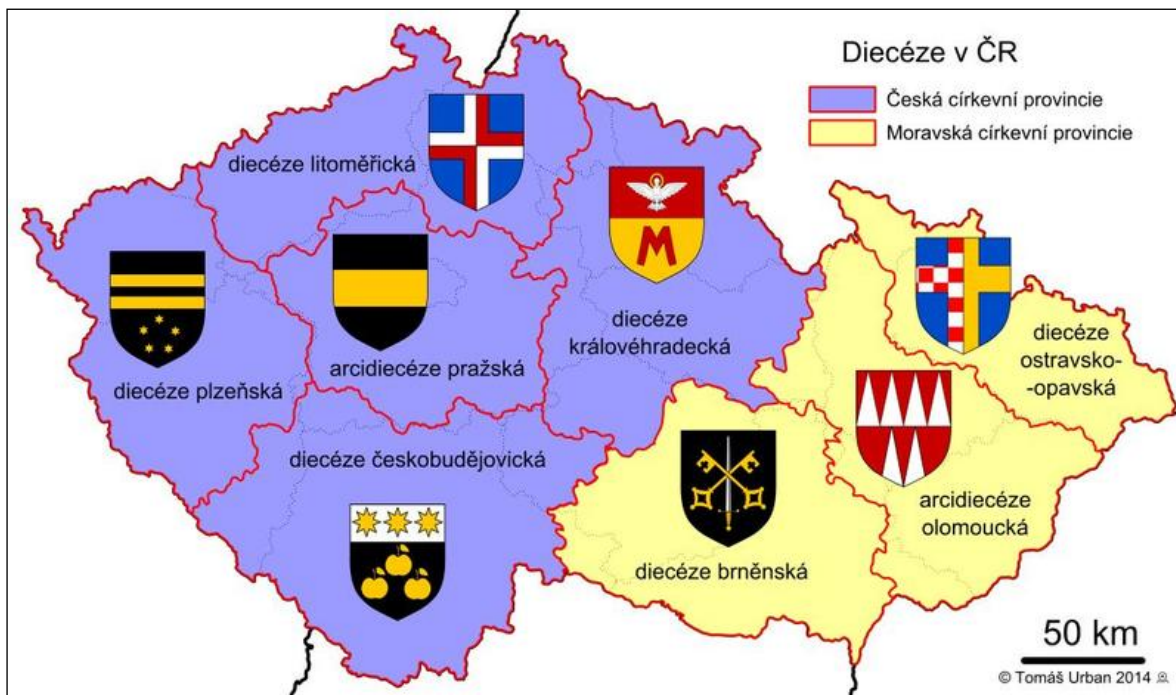 Diecéze v ČR
Česká církevní provincie
Moravská církevní provincie
diecéze litoměřická
M
diecéze
královéhradecká
diecéze
ostravsko-
-opavská
arcidiecéze pražská
diecéze plzeňská
diecéze českobudějovická
arcidiecéze
olomoucká
diecéze brněnská
50 km
© Tomáš Urban 2014